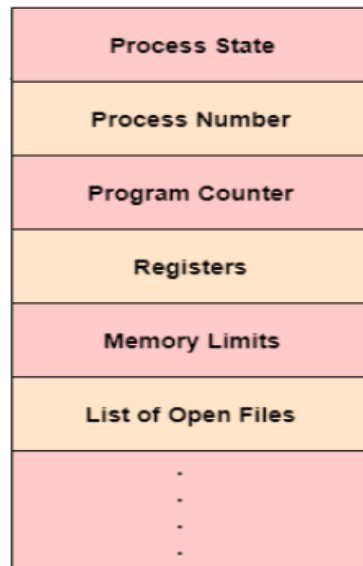 Process State
Process Number
Program Counter
Registers
Memory Limits
List of Open Files
.
.
.
.